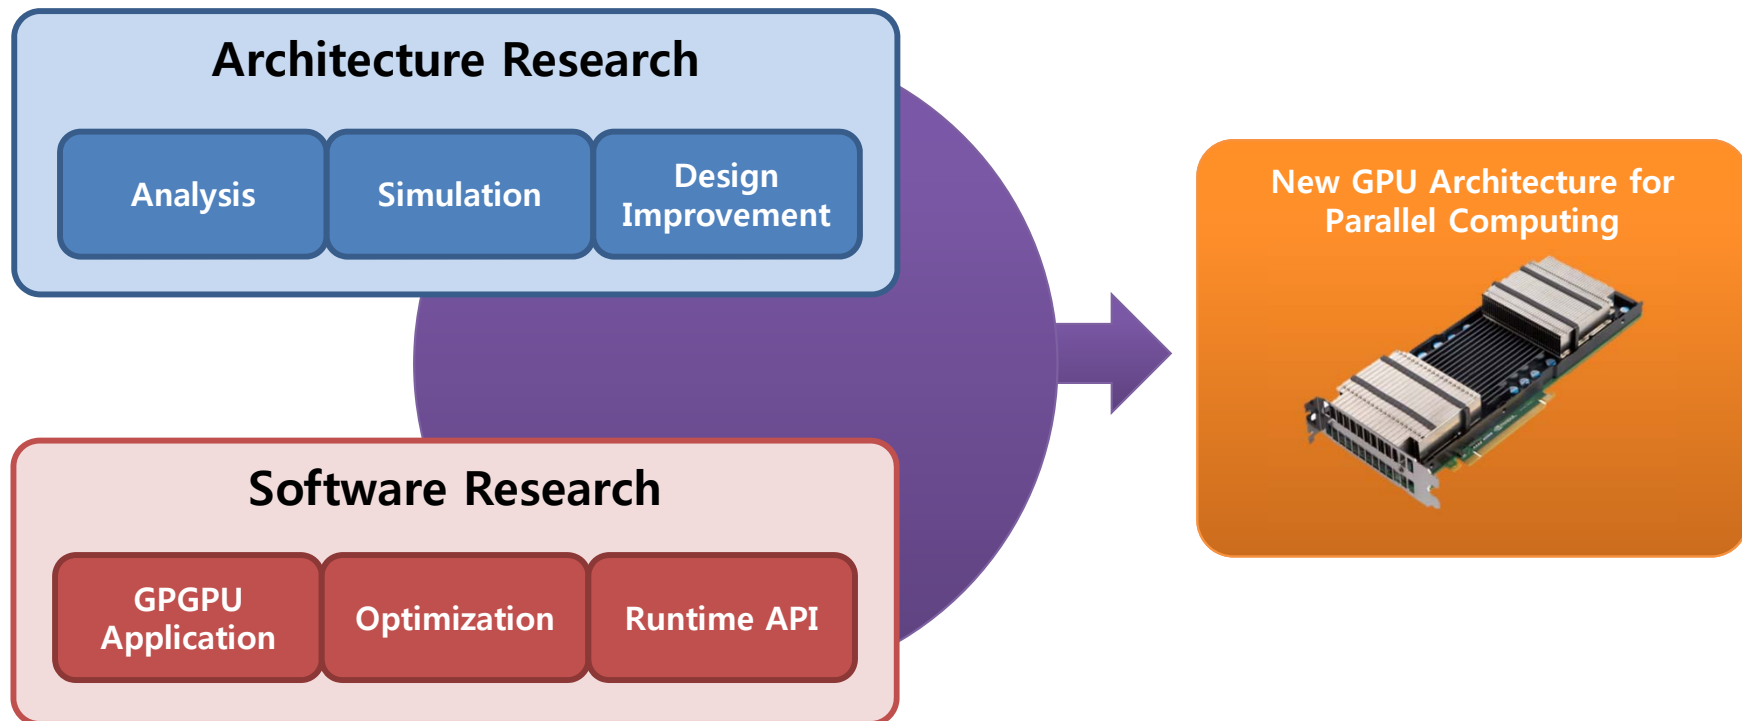 Architecture Research
Analysis
Simulation
Design
Improvement
New GPU Architecture for
Parallel Computing
Software Research
GPGPU
Application
Optimization
Runtime API